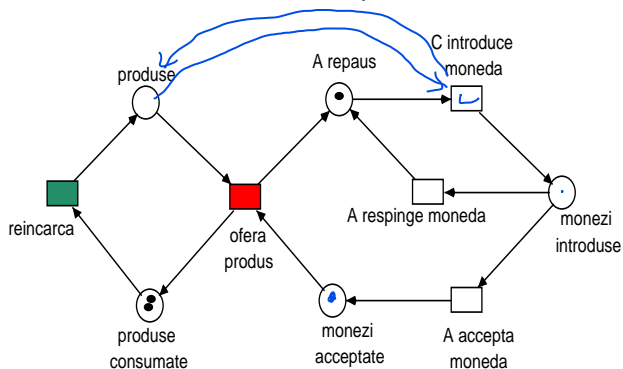 C introduce
moneda
A repaus
produse
reincarca
ofera
produs
A respinge moneda
monezi
introduse
produse
consumate
monezi
acceptate
A accepta
moneda